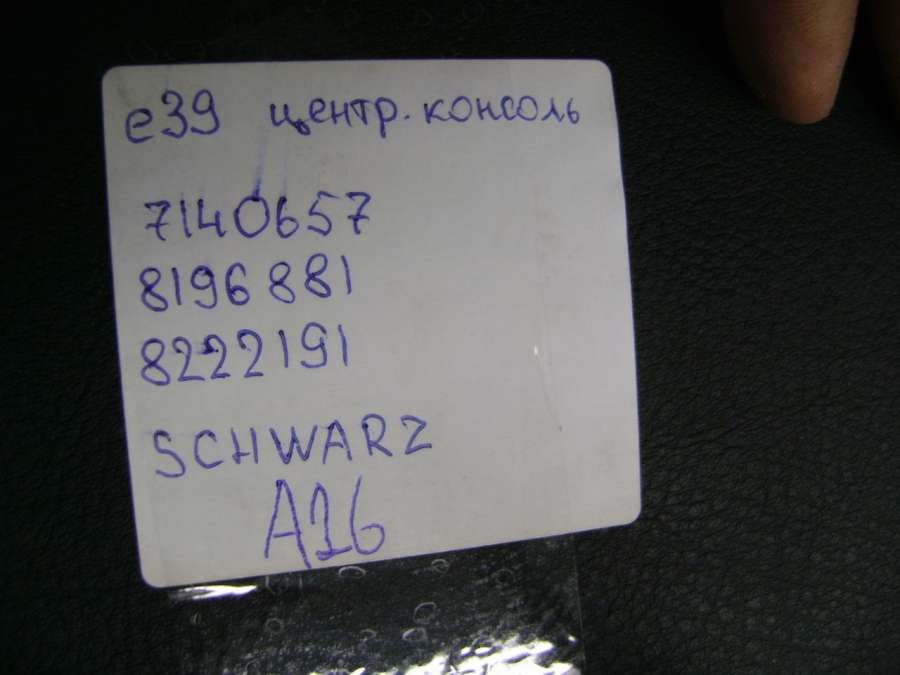 e39 центр. консоль
7140657
8196881
8222191
SCHWARZ
A16